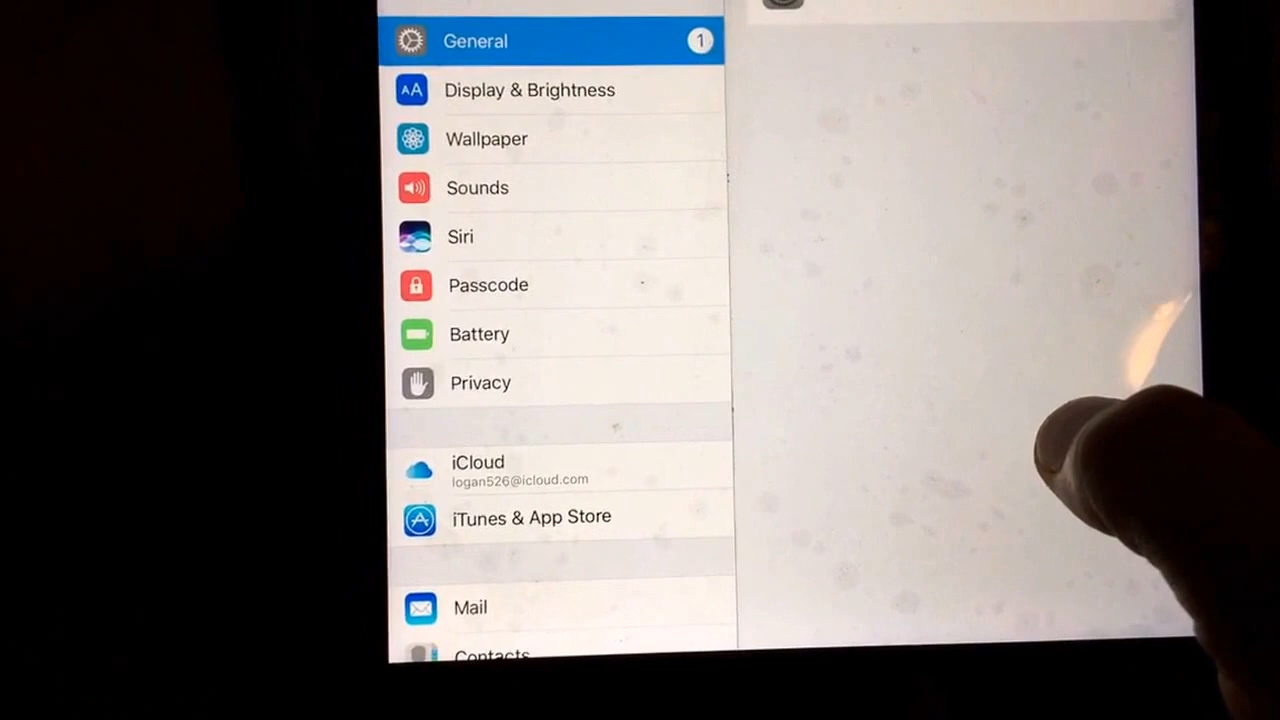 General
1
AA
Display & Brightness
Wallpaper
Sounds
Siri
Passcode
Battery
Privacy
iCloud
logan526@icloud.com
iTunes & App Store
Mail
Contacts